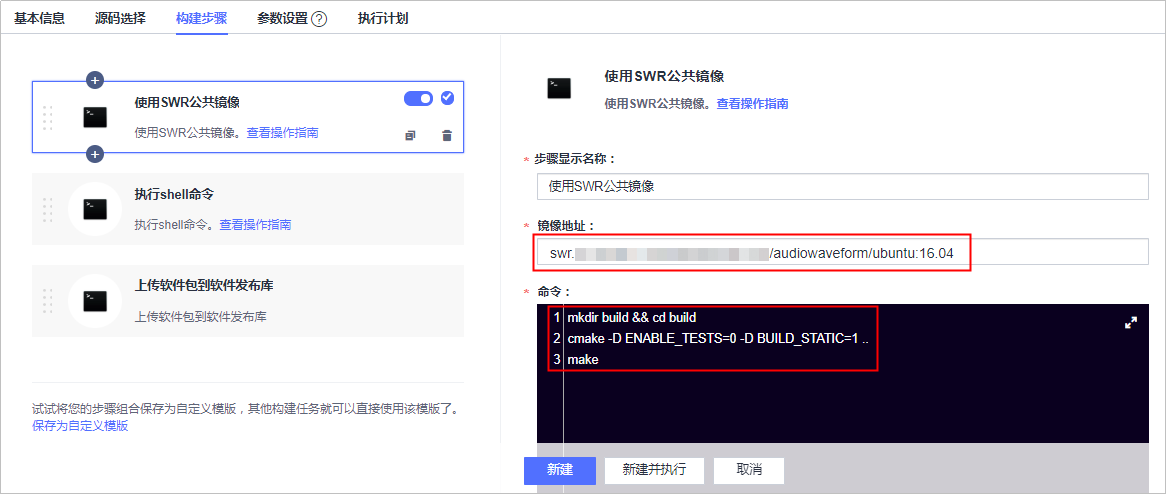 基本信息 源码选择 构建步骤 参数设置 ? 执行计划
使用SWR公共镜像
使用SWR公共镜像。查看操作指南
执行shell命令
执行shell命令。查看操作指南
上传软件包到软件发布库
上传软件包到软件发布库
试试将您的步骤组合保存为自定义模版，其他构建任务就可以直接使用该模版了。
保存为自定义模版
使用SWR公共镜像
使用SWR公共镜像。查看操作指南
* 步骤显示名称：
使用SWR公共镜像
* 镜像地址：
swr. /audiowaveform/ubuntu:16.04
* 命令：
1 mkdir build && cd build
2 cmake -D ENABLE_TESTS=0 -D BUILD_STATIC=1 ..
3 make
新建 新建并执行 取消